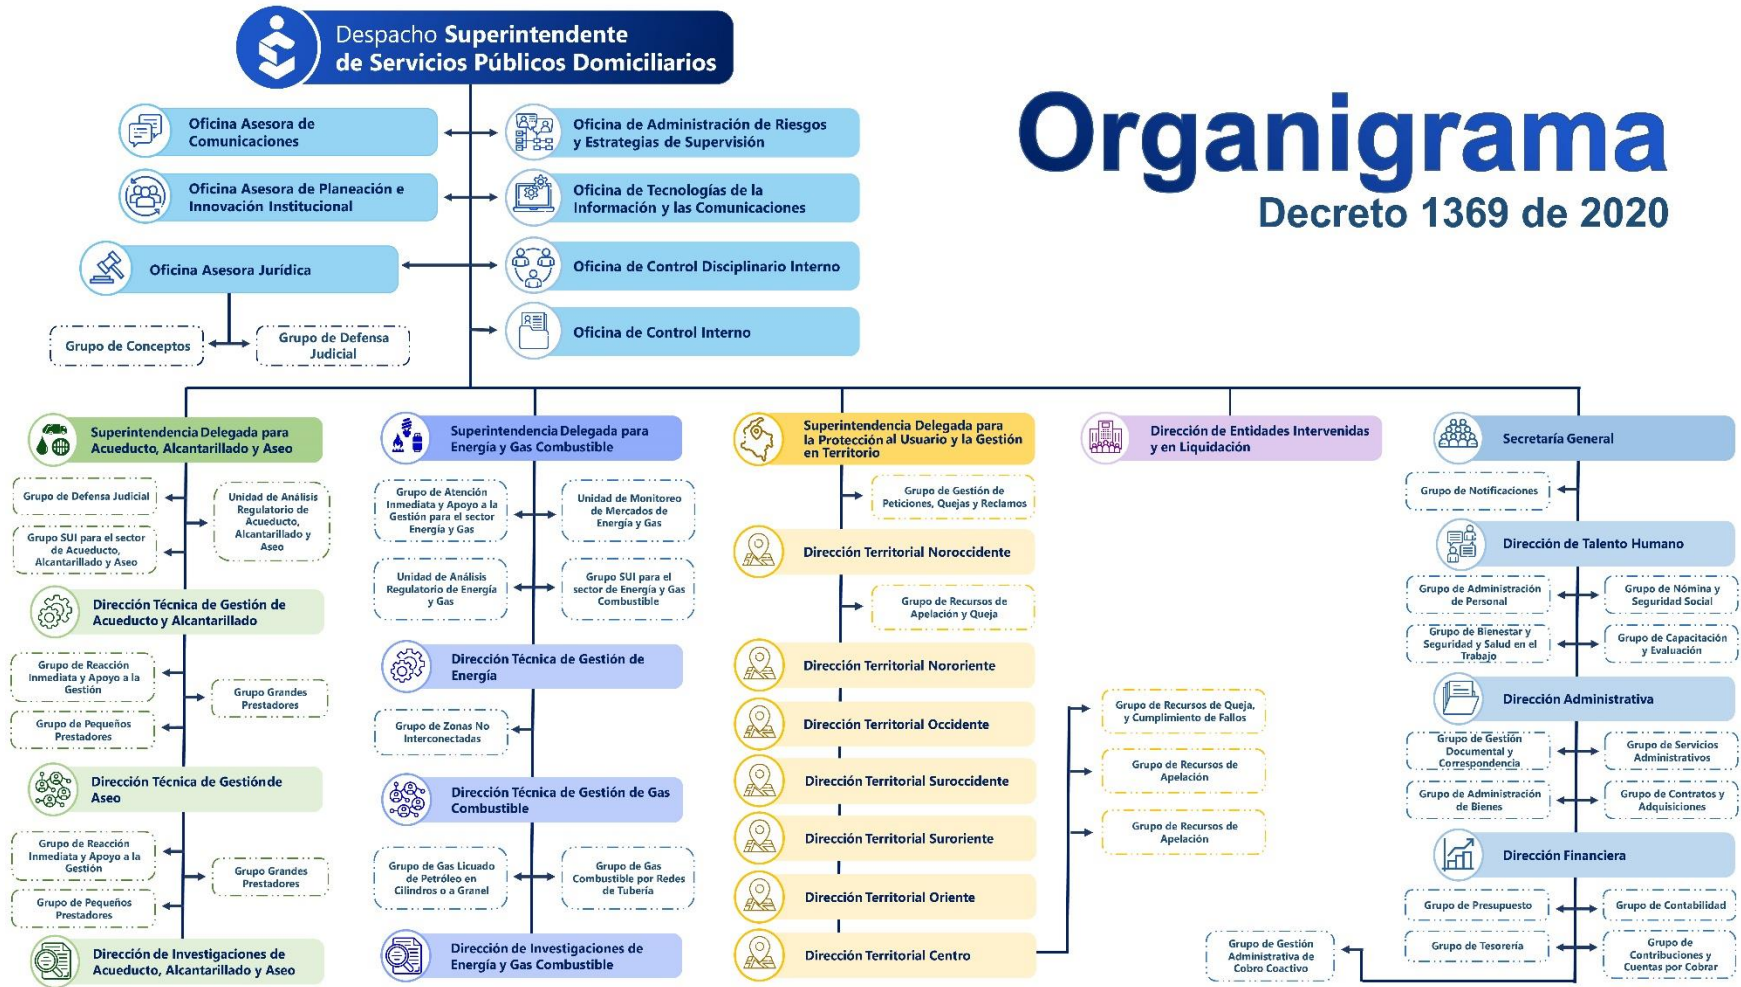 Despacho Superintendente
de Servicios Públicos Domiciliarios
Organigrama
Decreto 1369 de 2020
Oficina Asesora de
Comunicaciones
Oficina de Administración de Riesgos
y Estrategias de Supervisión
Oficina Asesora de Planeación e
Innovación Institucional
Oficina de Tecnologías de la
Información y las Comunicaciones
Oficina Asesora Jurídica
Oficina de Control Disciplinario Interno
Grupo de Conceptos
Grupo de Defensa
Judicial
Oficina de Control Interno
Superintendencia Delegada para
Acueducto, Alcantarillado y Aseo
Grupo de Defensa Judicial
Unidad de Análisis
Regulatorio de
Acueducto,
Alcantarillado y
Aseo
Grupo SUI para el sector
de Acueducto,
Alcantarillado y Aseo
Dirección Técnica de Gestión de
Acueducto y Alcantarillado
Grupo de Reacción
Inmediata y Apoyo a la
Gestión
Grupo Grandes
Prestadores
Grupo de Pequeños
Prestadores
Dirección Técnica de Gestiónde
Aseo
Grupo de Reacción
Inmediata y Apoyo a la
Gestión
Grupo Grandes
Prestadores
Grupo de Pequeños
Prestadores
Dirección de Investigaciones de
Acueducto, Alcantarillado y Aseo
Superintendencia Delegada para
Energía y Gas Combustible
Grupo de Atención
Inmediata y Apoyo a la
Gestión para el sector
Energía y Gas
Unidad de Monitoreo
de Mercados de
Energía y Gas
Unidad de Análisis
Regulatorio de Energía
y Gas
Grupo SUI para el
sector de Energía y Gas
Combustible
Dirección Técnica de Gestión de
Energía
Grupo de Zonas No
Interconectadas
Dirección Técnica de Gestión de Gas
Combustible
Grupo de Gas Licuado
de Petróleo en
Cilindros o a Granel
Grupo de Gas
Combustible por Redes
de Tubería
Dirección de Investigaciones de
Energía y Gas Combustible
Superintendencia Delegada para
la Protección al Usuario y la Gestión
en Territorio
Grupo de Gestión de
Peticiones, Quejas y Reclamos
Dirección Territorial Noroccidente
Grupo de Recursos de
Apelación y Queja
Dirección Territorial Nororiente
Dirección Territorial Occidente
Dirección Territorial Suroccidente
Dirección Territorial Suroriente
Dirección Territorial Oriente
Dirección Territorial Centro
Grupo de Recursos de Queja,
y Cumplimiento de Fallos
Grupo de Recursos de
Apelación
Grupo de Recursos de
Apelación
Dirección de Entidades Intervenidas
y en Liquidación
Secretaría General
Grupo de Notificaciones
Dirección de Talento Humano
Grupo de Administración
de Personal
Grupo de Nómina y
Seguridad Social
Grupo de Bienestar y
Seguridad y Salud en el
Trabajo
Grupo de Capacitación
y Evaluación
Dirección Administrativa
Grupo de Gestión
Documental y
Correspondencia
Grupo de Servicios
Administrativos
Grupo de Administración
de Bienes
Grupo de Contratos y
Adquisiciones
Dirección Financiera
Grupo de Presupuesto
Grupo de Contabilidad
Grupo de Tesorería
Grupo de
Contribuciones y
Cuentas por Cobrar
Grupo de Gestión
Administrativa de
Cobro Coactivo